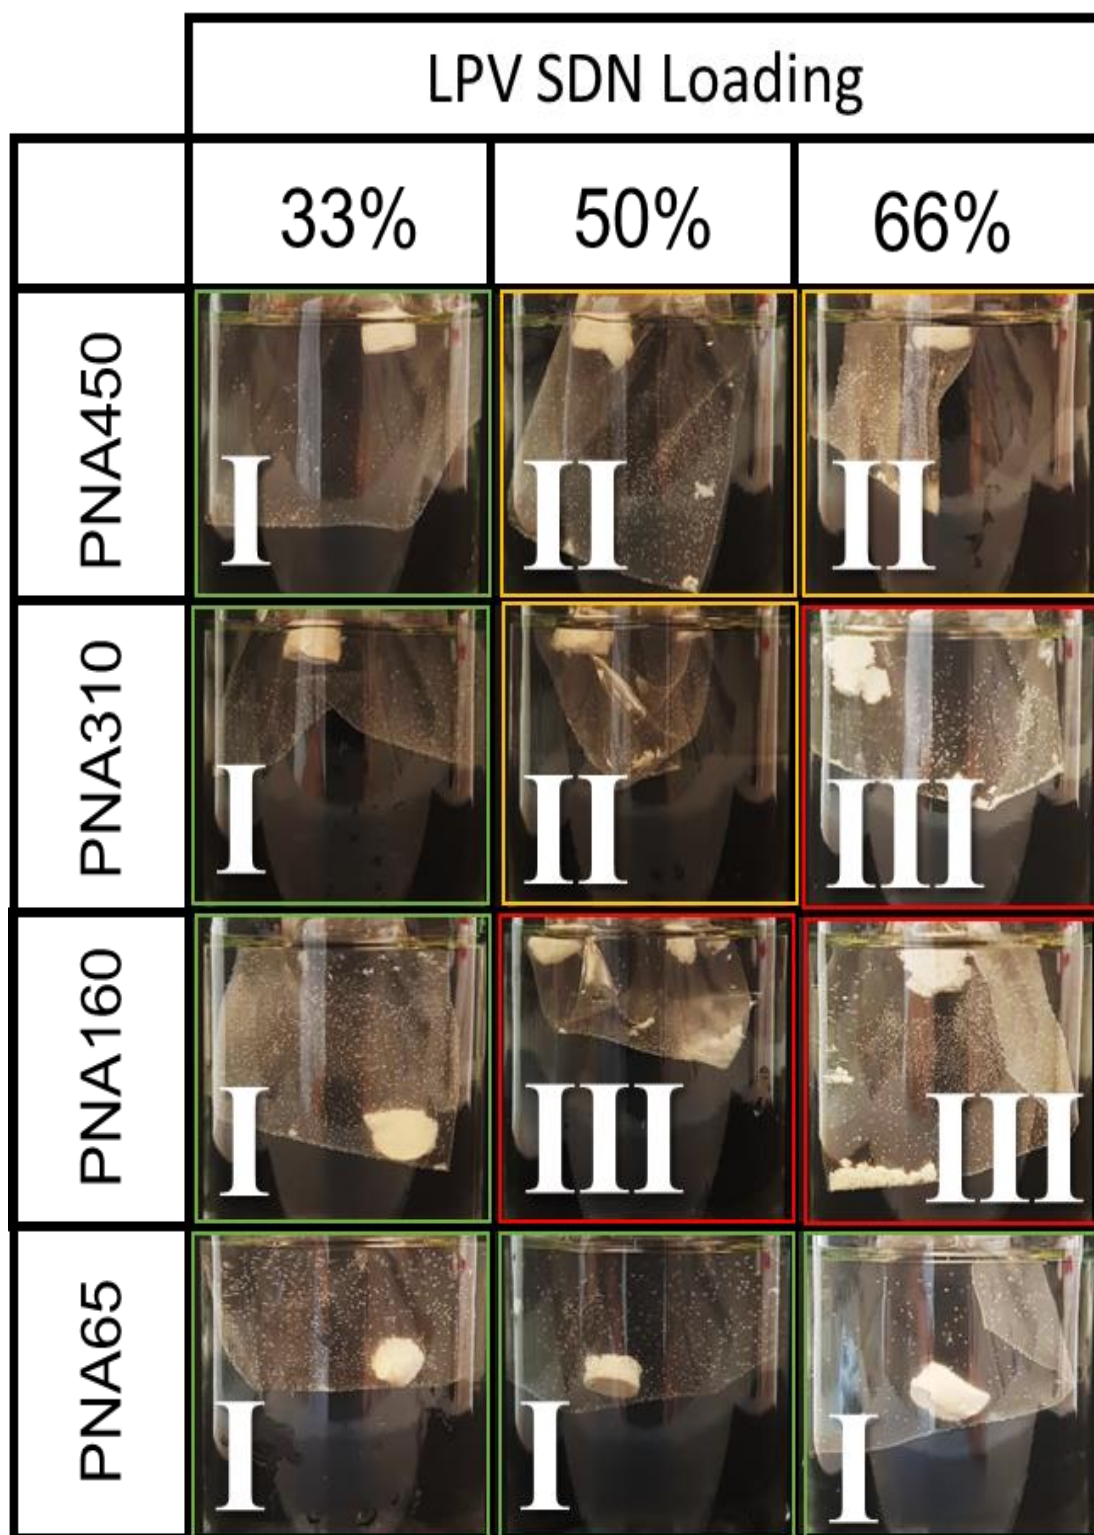 LPV SDN Loading
33% 50% 66%
PNA450 I II II
PNA310 I II III
PNA160 I III III
PNA65 I I I